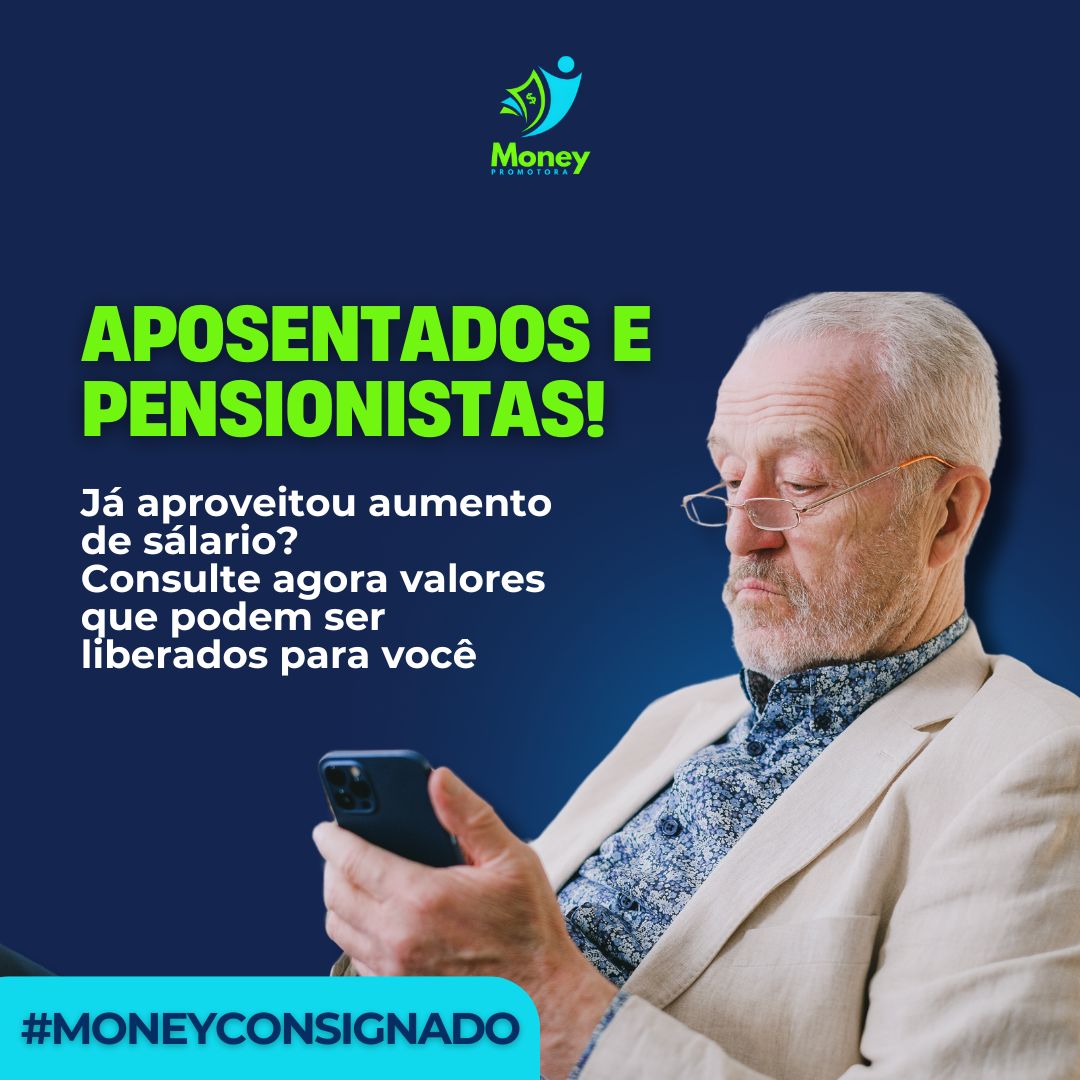 Money
PROMOTORA
APOSENTADOS E
PENSIONISTAS!
Já aproveitou aumento
de sálario?
Consulte agora valores
que podem ser
liberados para você
#MONEYCONSIGNADO